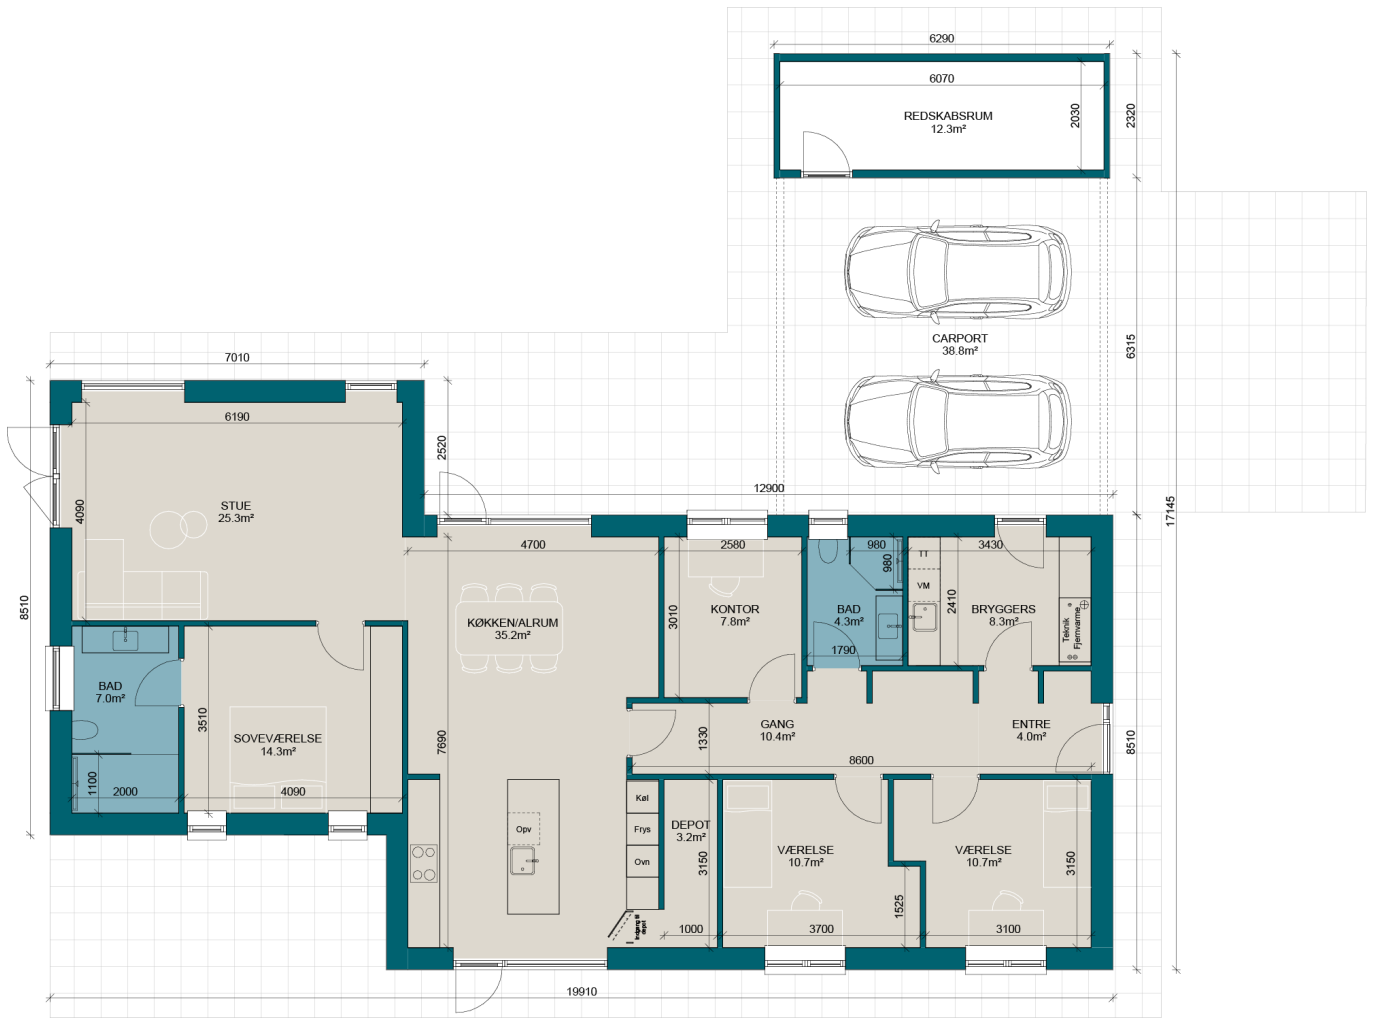 6290
6070
REDSKABSRUM
12.3m²
2030
2320
CARPORT
38.8m²
6315
17145
7010
6190
2520
12900
STUE
25.3m²
4090
8510
4700
2580
980
980
3430
TT
VM
2410
KØKKEN/ALRUM
35.2m²
3010
KONTOR
7.8m²
BAD
4.3m²
1790
BRYGGERS
8.3m²
Teknik
Fjernvarme
BAD
7.0m²
3510
SOVEVÆRELSE
14.3m²
7690
1330
GANG
10.4m²
ENTRE
4.0m²
8510
8600
1100
2000
4090
Køl
Frys
Ovn
Opv
DEPOT
3.2m²
3150
VÆRELSE
10.7m²
VÆRELSE
10.7m²
3150
1525
Indgang til
depot
1000
3700
3100
19910